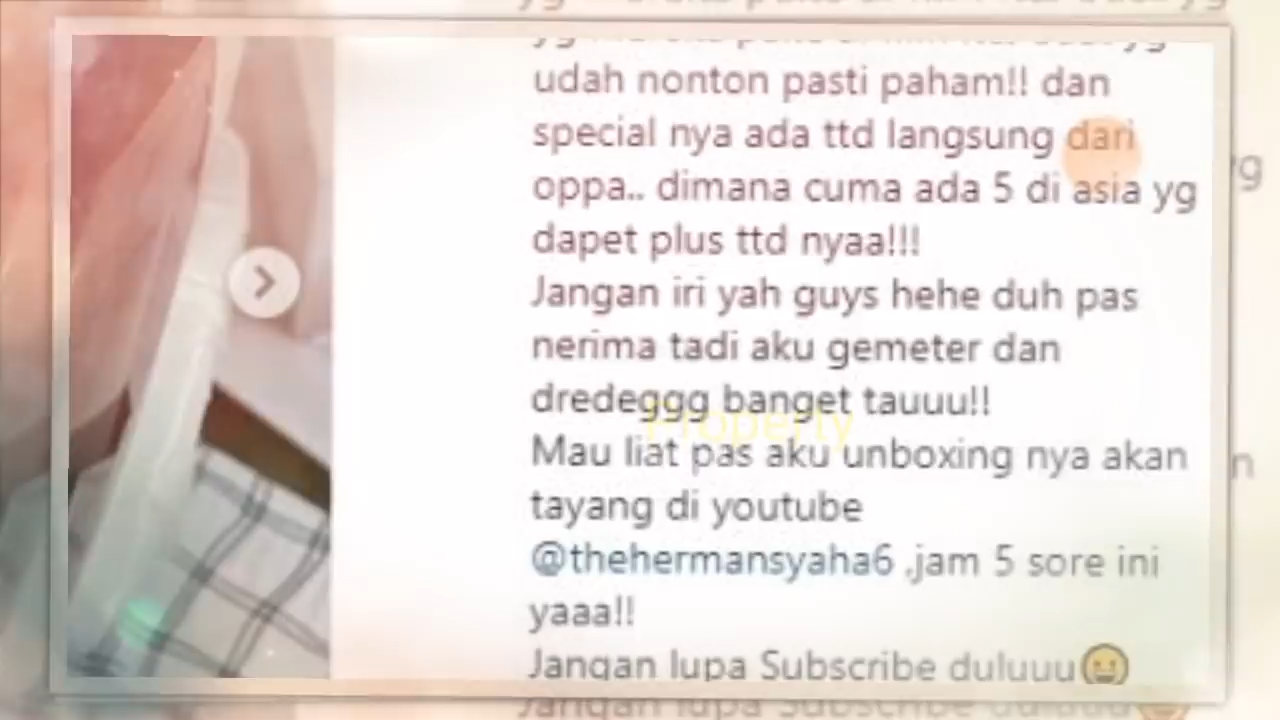 udah nonton pasti paham!! dan
special nya ada ttd langsung dari
oppa.. dimana cuma ada 5 di asia yg
dapet plus ttd nyaa!!!
Jangan iri yah guys hehe duh pas
nerima tadi aku gemeter dan
dredeggg banget tauuu!!
Property
Mau liat pas aku unboxing nya akan
tayang di youtube
@thehermansyaha6 ,jam 5 sore ini
yaaa!!
Jangan lupa Subscribe duluuu😀